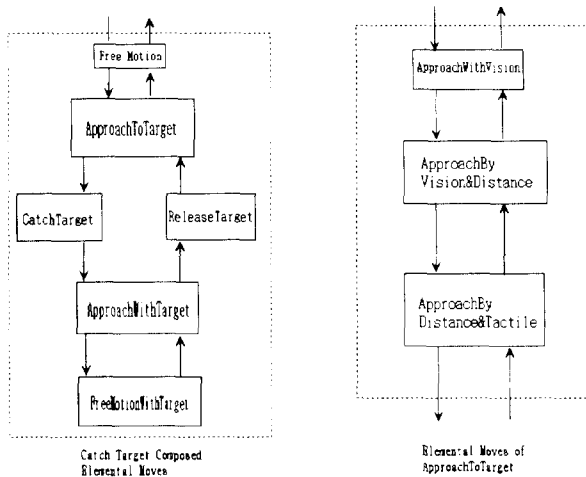 Free Motion
ApproachToTarget
CatchTarget
ReleaseTarget
ApproachWithTarget
FreeMotionWithTarget
Catch Target Composed
Elemental Moves
ApproachWithVision
ApproachBy
Vision&Distance
ApproachBy
Distance&Tactile
Elemental Moves of
ApproachToTarget